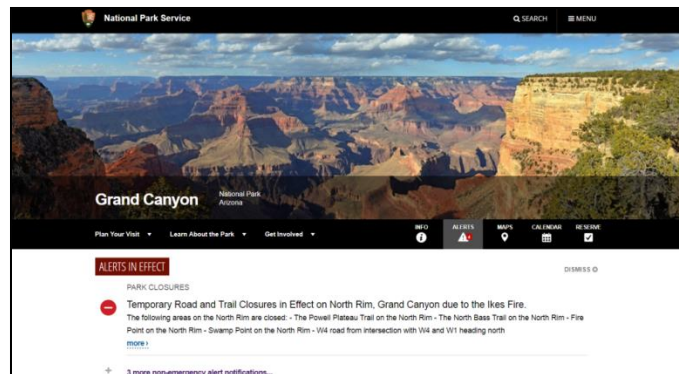 National Park Service
SEARCH MENU
Grand Canyon National Park
Arizona
Plan Your Visit Learn About the Park Get Involved INFO ALERTS MAPS CALENDAR RESERVE
ALERTS IN EFFECT
DISMISS
PARK CLOSURES
Temporary Road and Trail Closures in Effect on North Rim, Grand Canyon due to the Ikes Fire.
The following areas on the North Rim are closed: - The Powell Plateau Trail on the North Rim - The North Bass Trail on the North Rim - Fire
Point on the North Rim - Swamp Point on the North Rim - W4 road from intersection with W4 and W1 heading north
more ›
3 more non-emergency alert notifications...